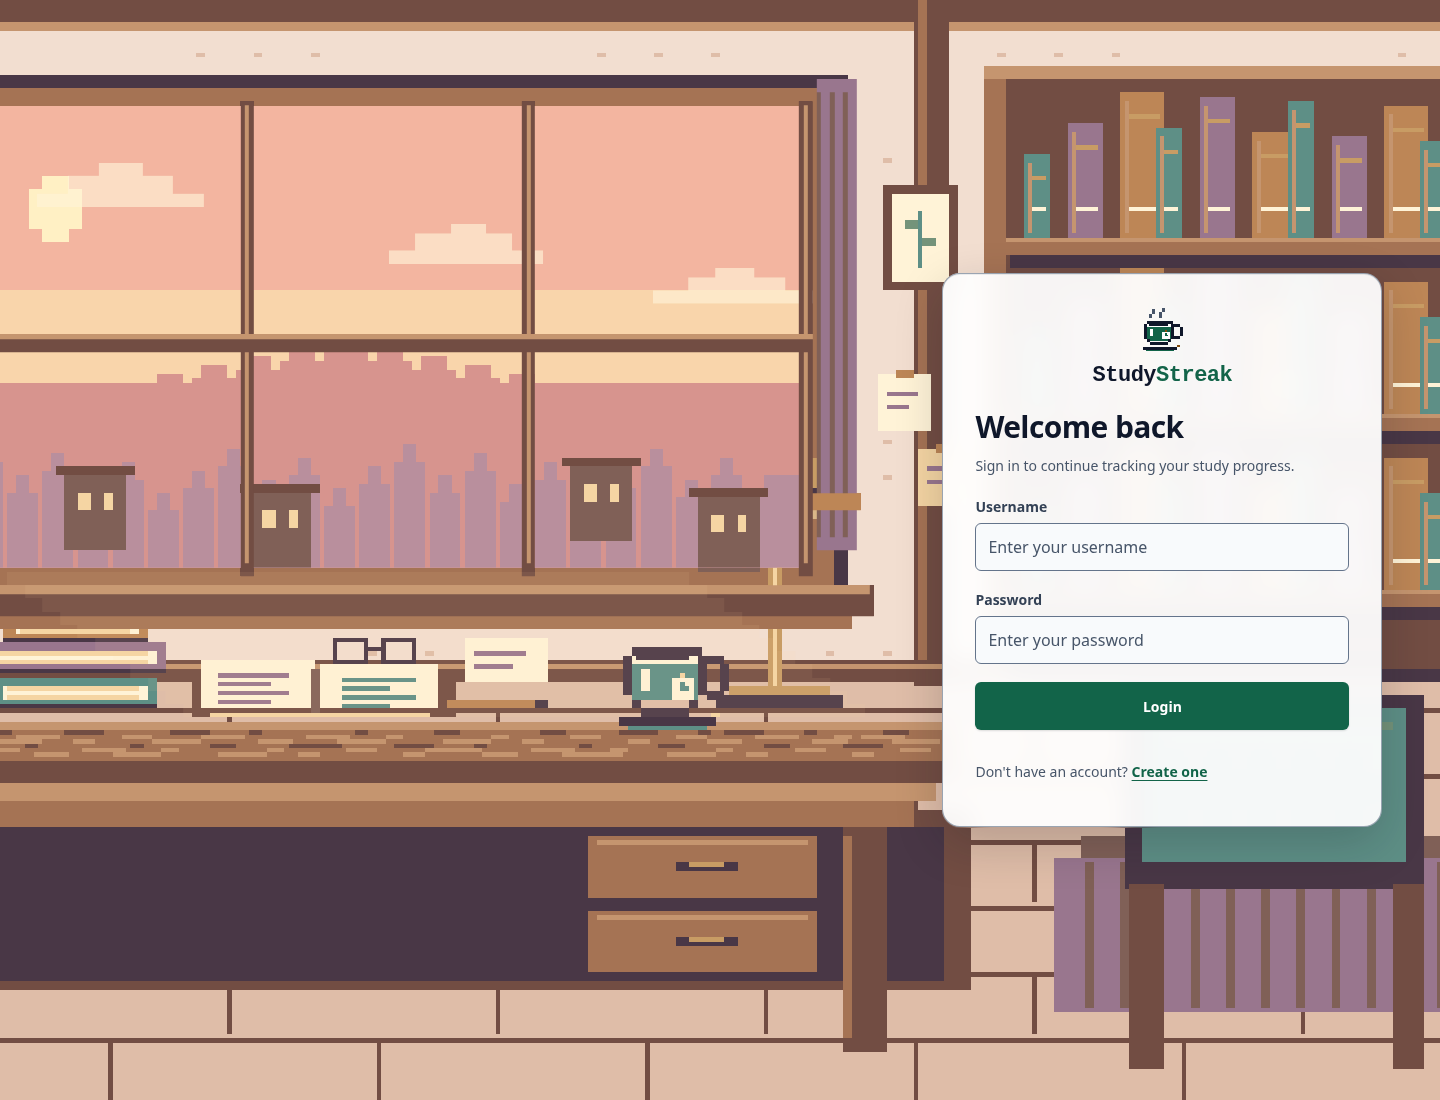 StudyStreak
Welcome back
Sign in to continue tracking your study progress.
Username
Enter your username
Password
Enter your password
Login
Don't have an account? Create one